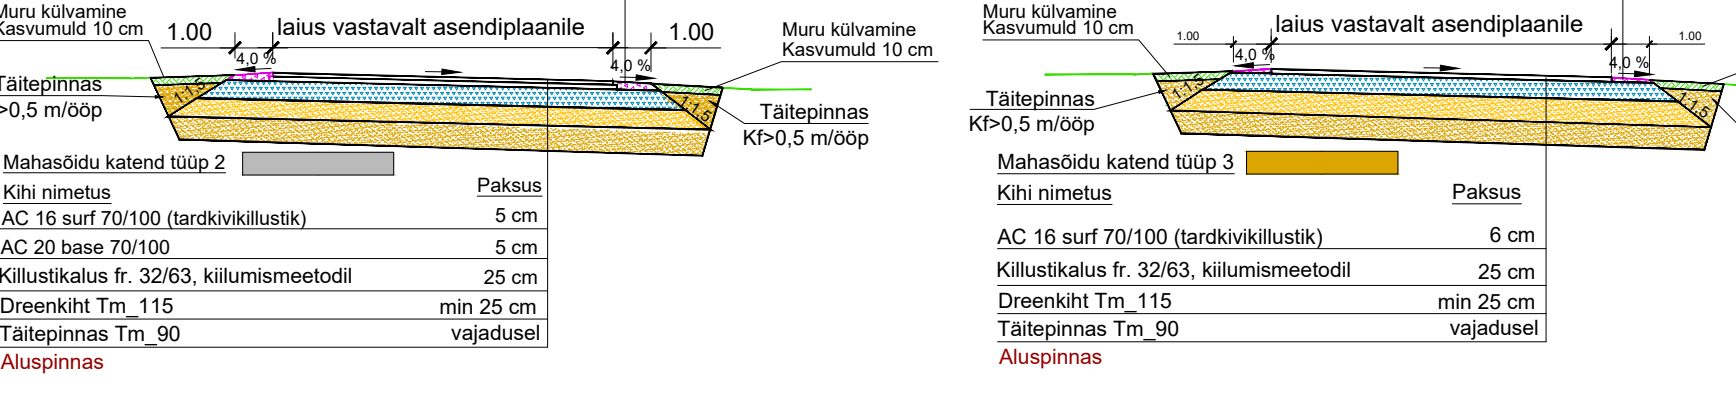 Muru külvamine
Kasvumuld 10 cm
1.00
laius vastavalt asendiplaanile
1.00
Muru külvamine
Kasvumuld 10 cm
4,0 %
4,0 %
Täitepinnas
>0,5 m/ööp
1:1,5
1:1,5
Täitepinnas
Kf>0,5 m/ööp
Mahasõidu katend tüüp 2
Kihi nimetus
Paksus
AC 16 surf 70/100 (tardkivikillustik)
5 cm
AC 20 base 70/100
5 cm
Killustikalus fr. 32/63, kiilumismeetodil
25 cm
Dreenkiht Tm_115
min 25 cm
Täitepinnas Tm_90
vajadusel
Aluspinnas
Muru külvamine
Kasvumuld 10 cm
1.00
laius vastavalt asendiplaanile
1.00
4,0 %
4,0 %
Täitepinnas
Kf>0,5 m/ööp
1:1,5
1:1,5
Mahasõidu katend tüüp 3
Kihi nimetus
Paksus
AC 16 surf 70/100 (tardkivikillustik)
6 cm
Killustikalus fr. 32/63, kiilumismeetodil
25 cm
Dreenkiht Tm_115
min 25 cm
Täitepinnas Tm_90
vajadusel
Aluspinnas